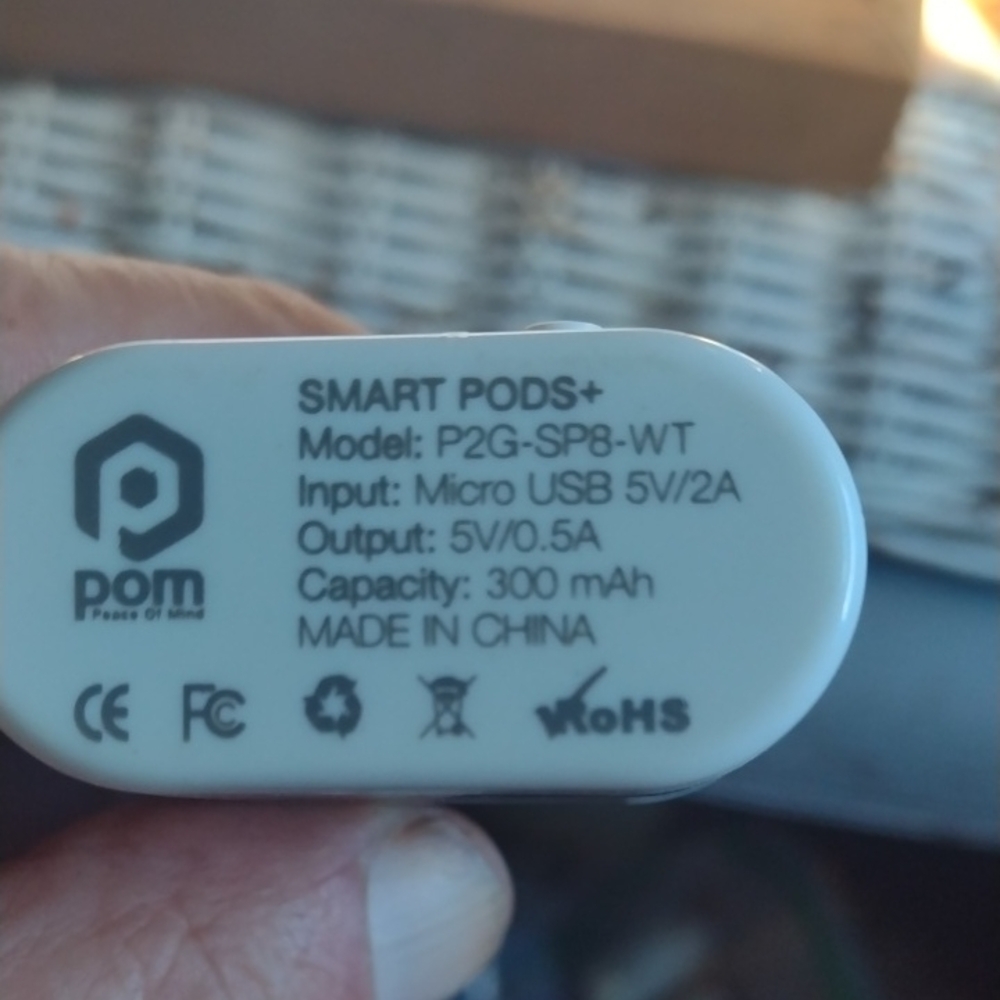 SMART PODS+
Model: P2G-SP8-WT
Input: Micro USB 5V/2A
Output: 5V/0.5A
Capacity: 300 mAh
MADE IN CHINA
pom
Peace Of Mind
CE FC RoHS